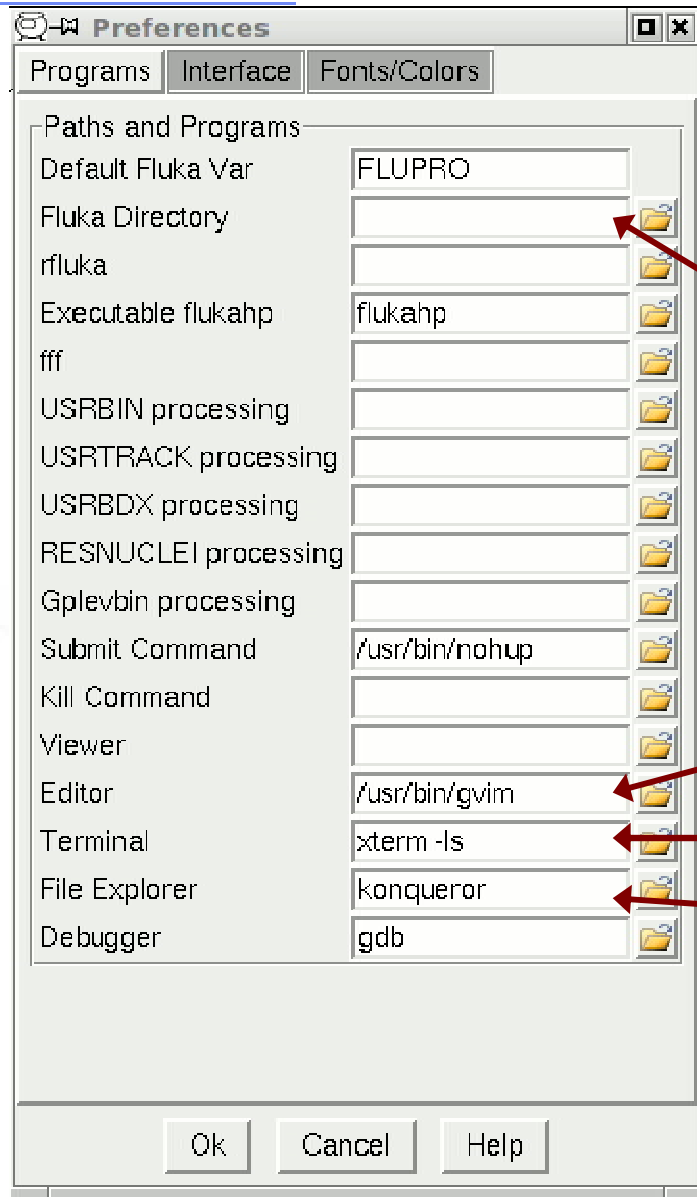 Preferences
Programs Interface Fonts/Colors
Paths and Programs
Default Fluka Var FLUPRO
Fluka Directory
rfluka
Executable flukahp flukahp
fff
USRBIN processing
USRTRACK processing
USRBDX processing
RESNUCLEI processing
Gplevbin processing
Submit Command /usr/bin/nohup
Kill Command
Viewer
Editor /usr/bin/gvim
Terminal xterm -ls
File Explorer konqueror
Debugger gdb
Ok Cancel Help